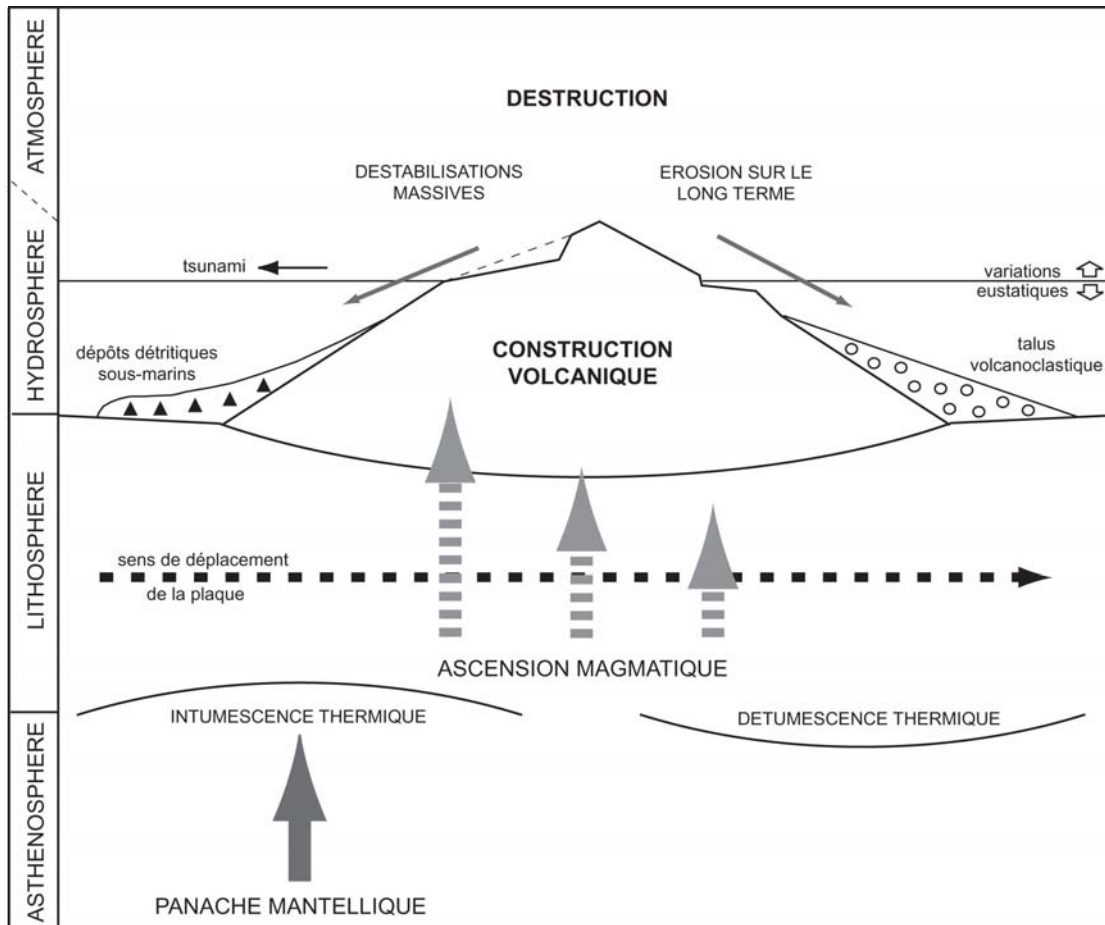 ATMOSPHERE
HYDROSPHERE
LITHOSPHERE
ASTHENOSPHERE
DESTRUCTION
DESTABILISATIONS
MASSIVES
EROSION SUR LE
LONG TERME
tsunami
variations
eustatiques
dépôts détritiques
sous-marins
CONSTRUCTION
VOLCANIQUE
talus
volcanoclastique
sens de déplacement
de la plaque
ASCENSION MAGMATIQUE
INTUMESCENCE THERMIQUE
DETUMESCENCE THERMIQUE
PANACHE MANTELLIQUE